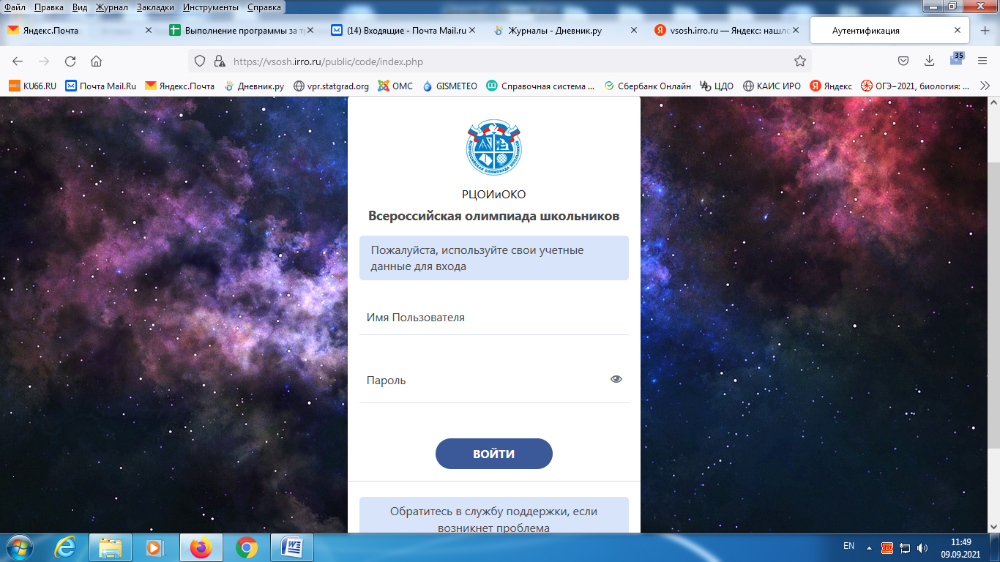 Файл Правка Вид Журнал Закладки Инструменты Справка
Яндекс.Почта
Выполнение программы за т
(14) Входящие - Почта Mail.ru
Журналы - Дневник.ру
vsosh.irro.ru — Яндекс: нашло
Аутентификация
https://vsosh.irro.ru/public/code/index.php
35
KU66.RU Почта Mail.Ru Яндекс.Почта Дневник.ру vpr.statgrad.org ОМС GISMETEO Справочная система ... Сбербанк Онлайн ЦДО КАИС ИРО Яндекс ОГЭ−2021, биология: ...
ВСЕРОССИЙСКАЯ ОЛИМПИАДА ШКОЛЬНИКОВ
РЦОИиОКО
Всероссийская олимпиада школьников
Пожалуйста, используйте свои учетные
данные для входа
Имя Пользователя
Пароль
ВОЙТИ
Обратитесь в службу поддержки, если
возникнет проблема
EN
11:49
09.09.2021